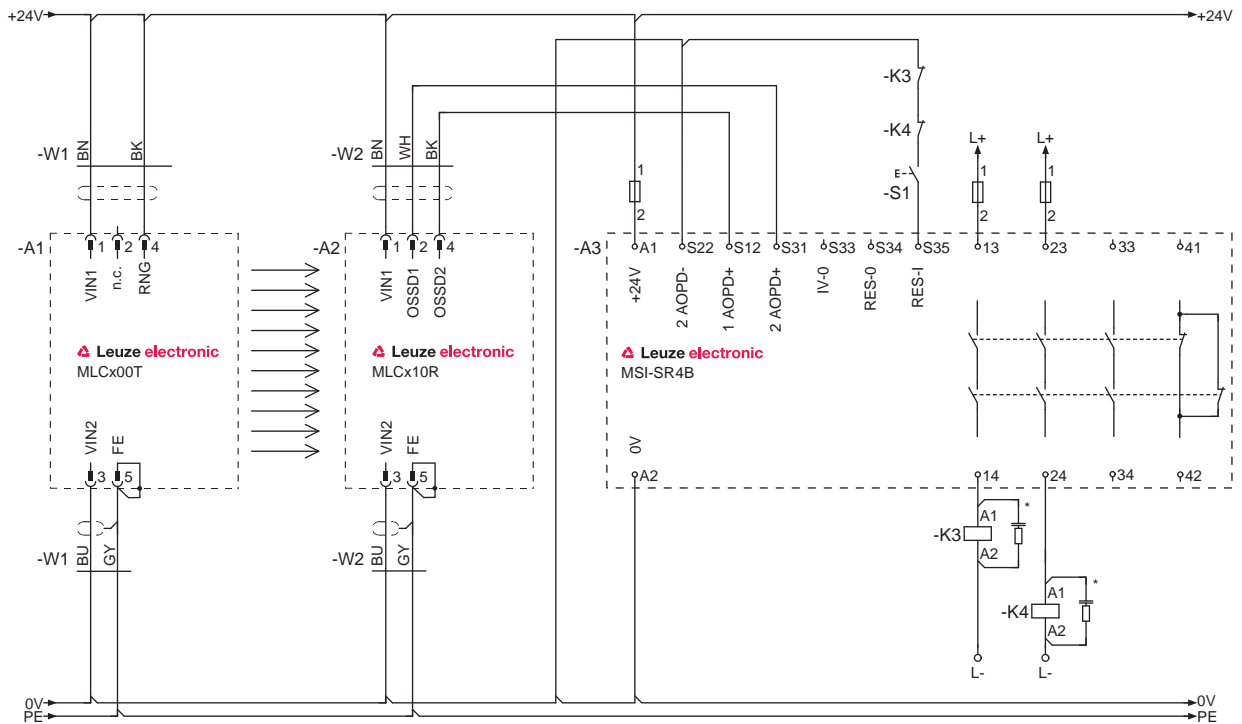 +24V
+24V
-K3
-K4
L+
L+
-W1
BN
BK
-W2
BN
WH
BK
1
2
E
-S1
1
2
1
2
-A1
1
2
4
-A2
1
2
4
-A3
A1
S22
S12
S31
S33
S34
S35
13
23
33
41
VIN1
n.c.
RNG
VIN1
OSSD1
OSSD2
+24V
2 AOPD-
1 AOPD+
2 AOPD+
IV-0
RES-0
RES-I
Leuze electronic
MLCx00T
Leuze electronic
MLCx10R
Leuze electronic
MSI-SR4B
VIN2
FE
VIN2
FE
0V
3
5
3
5
A2
14
24
34
42
-W1
BU
GY
-W2
BU
GY
-K3
A1
A2
*
-K4
A1
A2
*
L-
L-
0V
0V
PE
PE